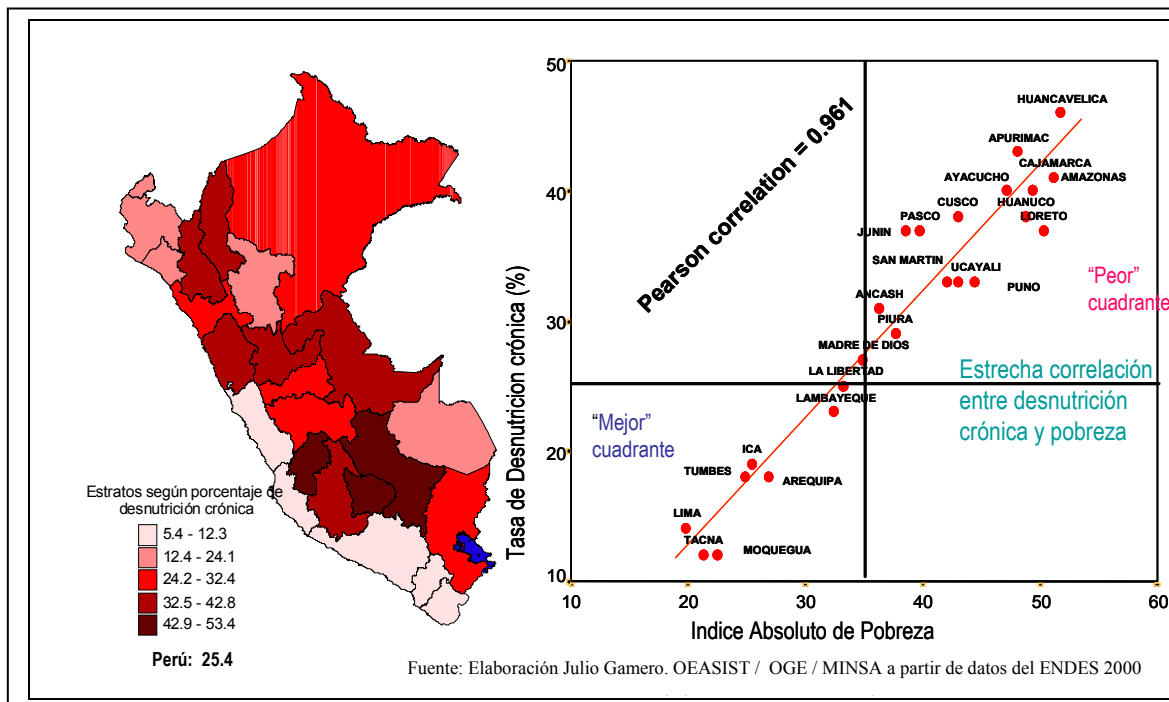 Estratos según porcentaje de
desnutrición crónica
5.4 - 12.3
12.4 - 24.1
24.2 - 32.4
32.5 - 42.8
42.9 - 53.4
Perú: 25.4
Tasa de Desnutricion crónica (%)
50
40
30
20
10
10
20
30
40
50
60
Indice Absoluto de Pobreza
Pearson correlation = 0.961
HUANCAVELICA
APURIMAC
CAJAMARCA
AYACUCHO
AMAZONAS
CUSCO
HUANUCO
PASCO
LORETO
JUNIN
SAN MARTIN
UCAYALI
PUNO
ANCASH
PIURA
MADRE DE DIOS
LA LIBERTAD
LAMBAYEQUE
ICA
TUMBES
AREQUIPA
LIMA
TACNA
MOQUEGUA
“Peor”
cuadrante
“Mejor”
cuadrante
Estrecha correlación
entre desnutrición
crónica y pobreza
Fuente: Elaboración Julio Gamero. OEASIST / OGE / MINSA a partir de datos del ENDES 2000